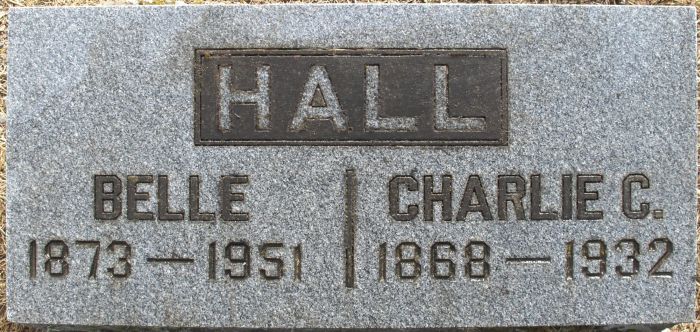 HALL
BELLE | CHARLIE C.
1873 — 1951 | 1868 — 1932